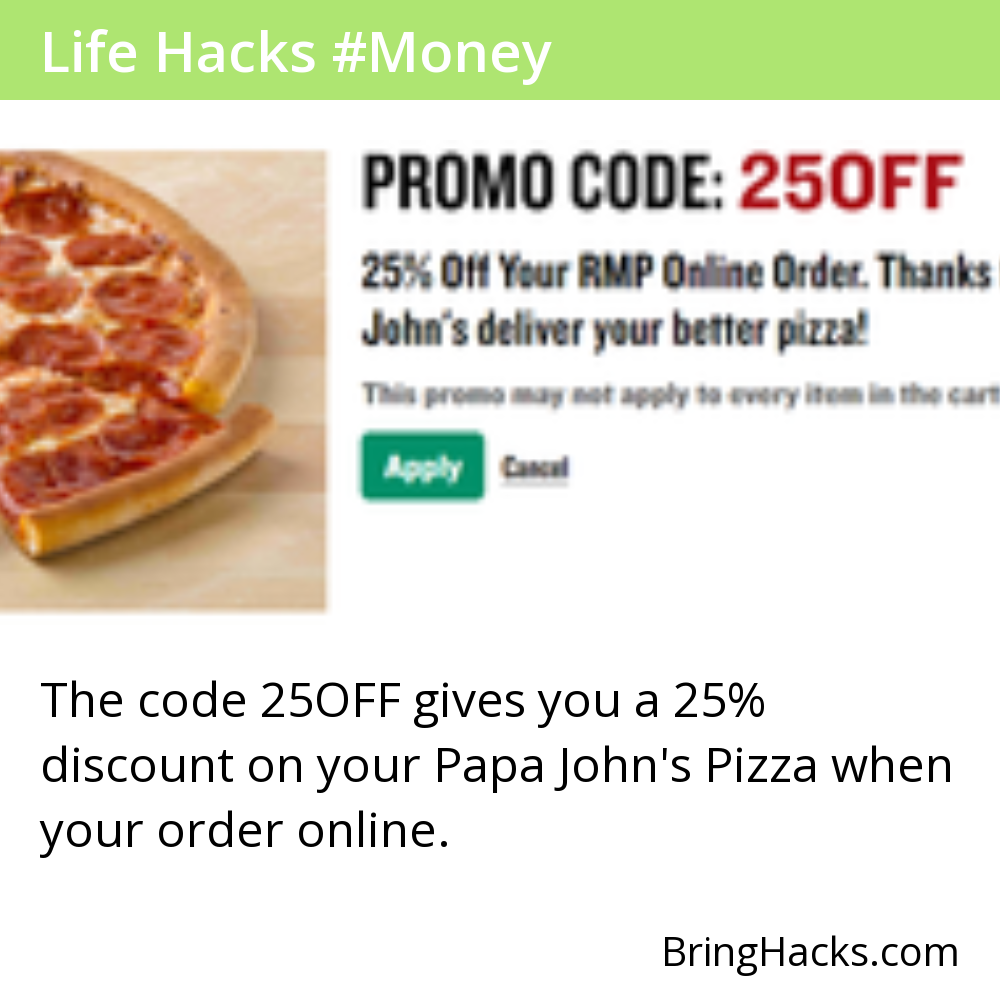 Life Hacks #Money
PROMO CODE: 25OFF
25% Off Your RMP Online Order. Thanks
John's deliver your better pizza!
This promo may not apply to every item in the cart
Apply Cancel
The code 25OFF gives you a 25%
discount on your Papa John's Pizza when
your order online.
BringHacks.com